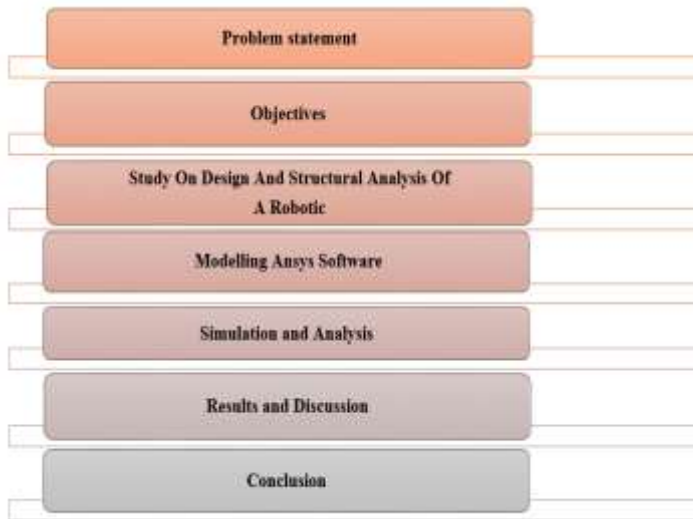 Problem statement
Objectives
Study On Design And Structural Analysis Of
A Robotic
Modelling Ansys Software
Simulation and Analysis
Results and Discussion
Conclusion